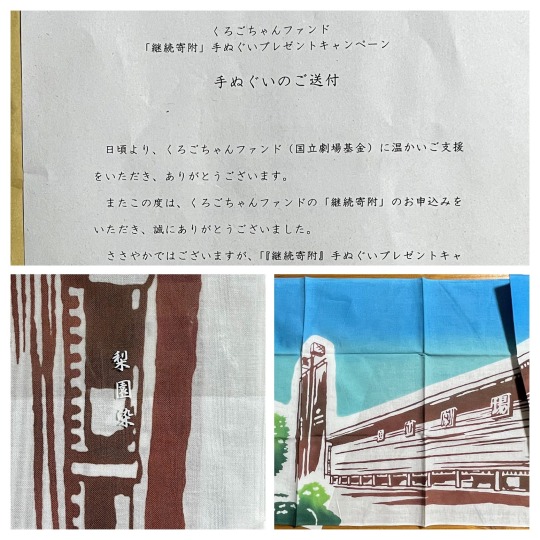 くろごちゃんファンド
「継続寄附」手ぬぐいプレゼントキャンペーン
手ぬぐいのご送付
日頃より、くろごちゃんファンド（国立劇場基金）に温かいご支援
をいただき、ありがとうございます。
またこの度は、くろごちゃんファンドの「継続寄附」のお申込みを
いただき、誠にありがとうございました。
ささやかではございますが、「『継続寄附』手ぬぐいプレゼントキャ
梨園染
場